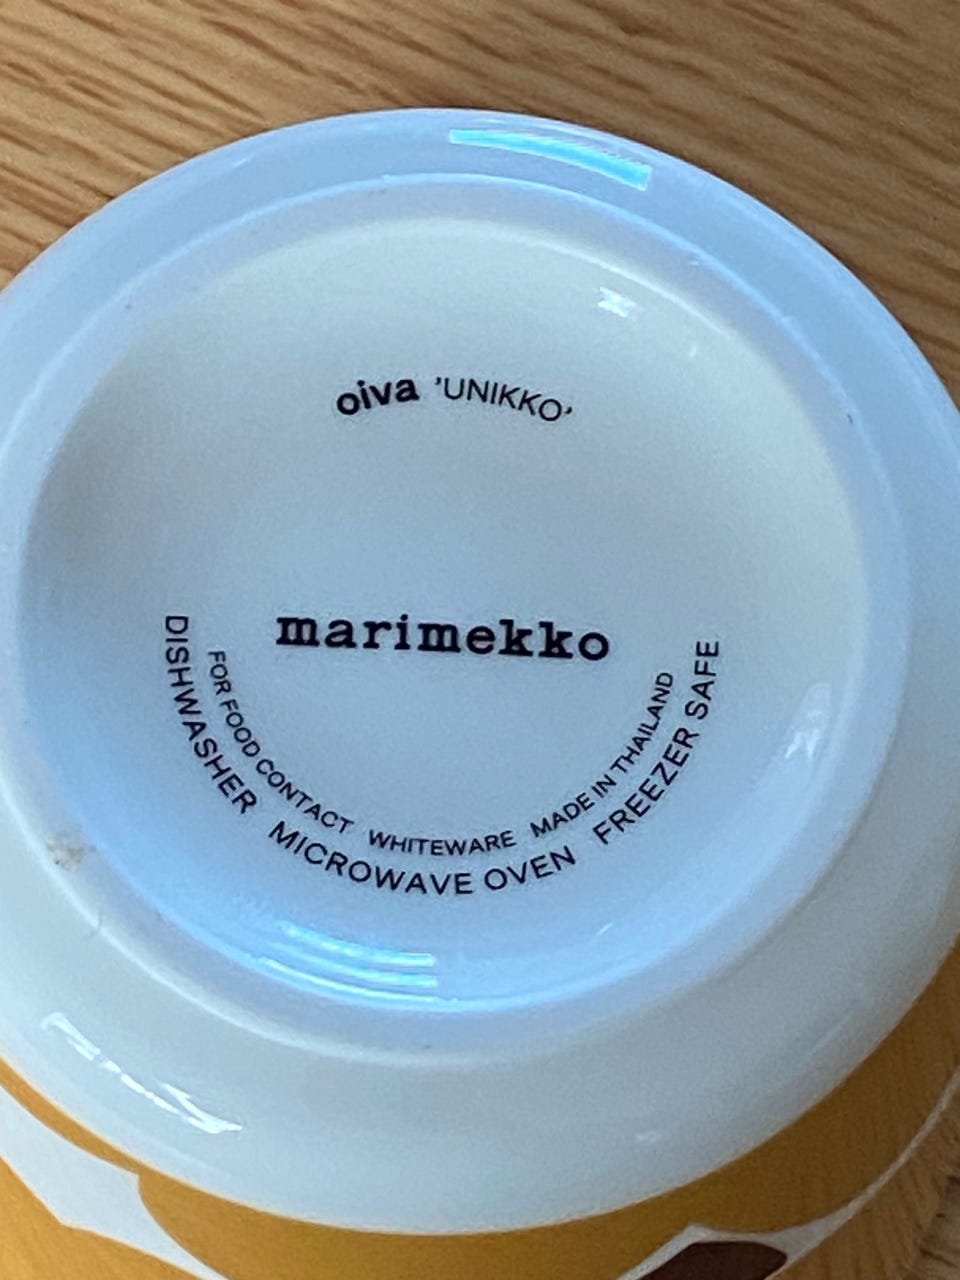 oiva 'UNIKKO'
marimekko
FOR FOOD CONTACT WHITEWARE MADE IN THAILAND
DISHWASHER MICROWAVE OVEN FREEZER SAFE